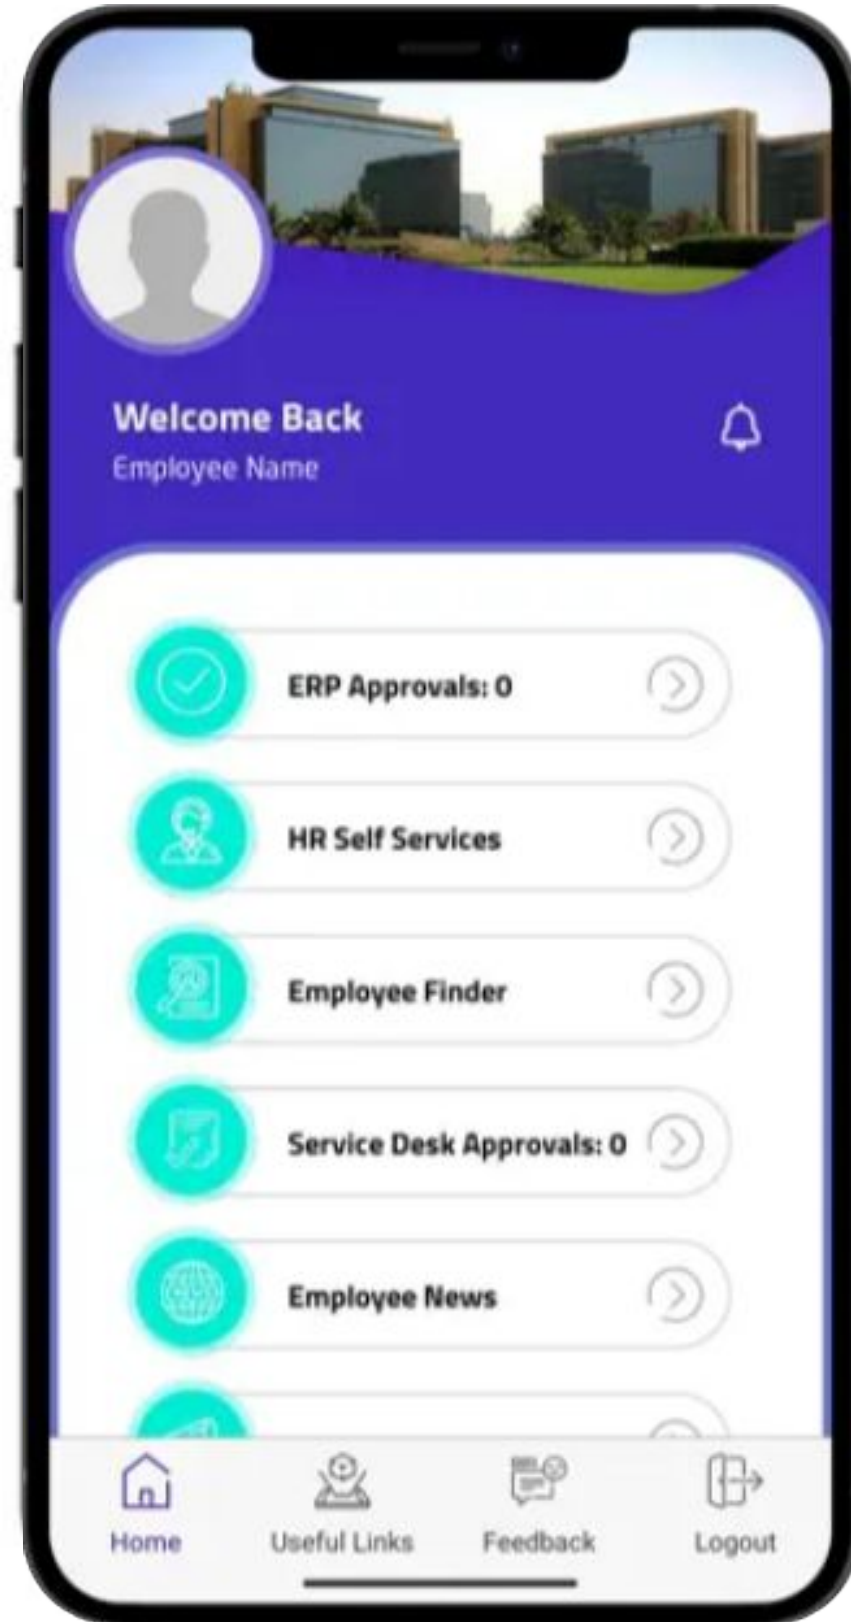 Welcome Back
Employee Name
ERP Approvals: 0
HR Self Services
Employee Finder
Service Desk Approvals: 0
Employee News
Home
Useful Links
Feedback
Logout